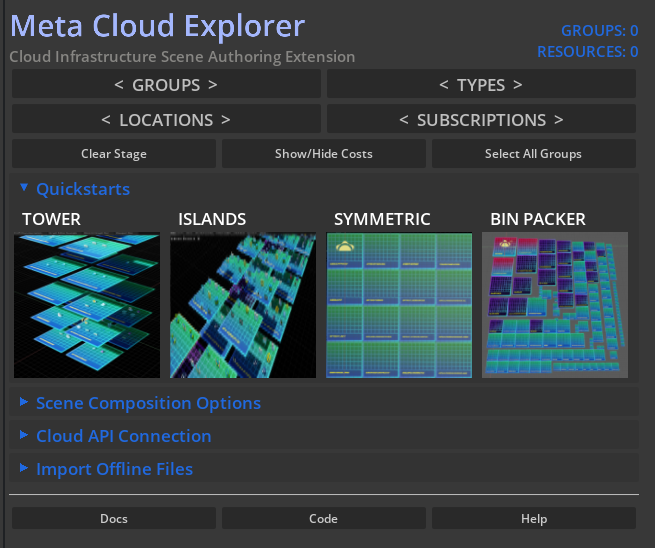 Meta Cloud Explorer
GROUPS: 0
Cloud Infrastructure Scene Authoring Extension
RESOURCES: 0
< GROUPS >
< TYPES >
< LOCATIONS >
< SUBSCRIPTIONS >
Clear Stage
Show/Hide Costs
Select All Groups
Quickstarts
TOWER
ISLANDS
SYMMETRIC
BIN PACKER
Scene Composition Options
Cloud API Connection
Import Offline Files
Docs
Code
Help